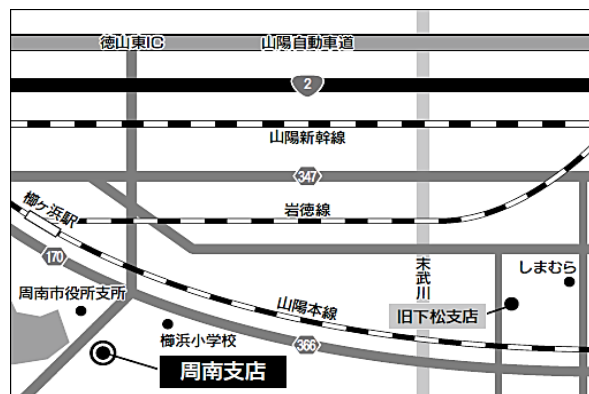 徳山東IC
山陽自動車道
2
山陽新幹線
347
櫛ケ浜駅
岩徳線
170
末武川
しまむら
周南市役所支所
山陽本線
旧下松支店
櫛浜小学校
366
周南支店